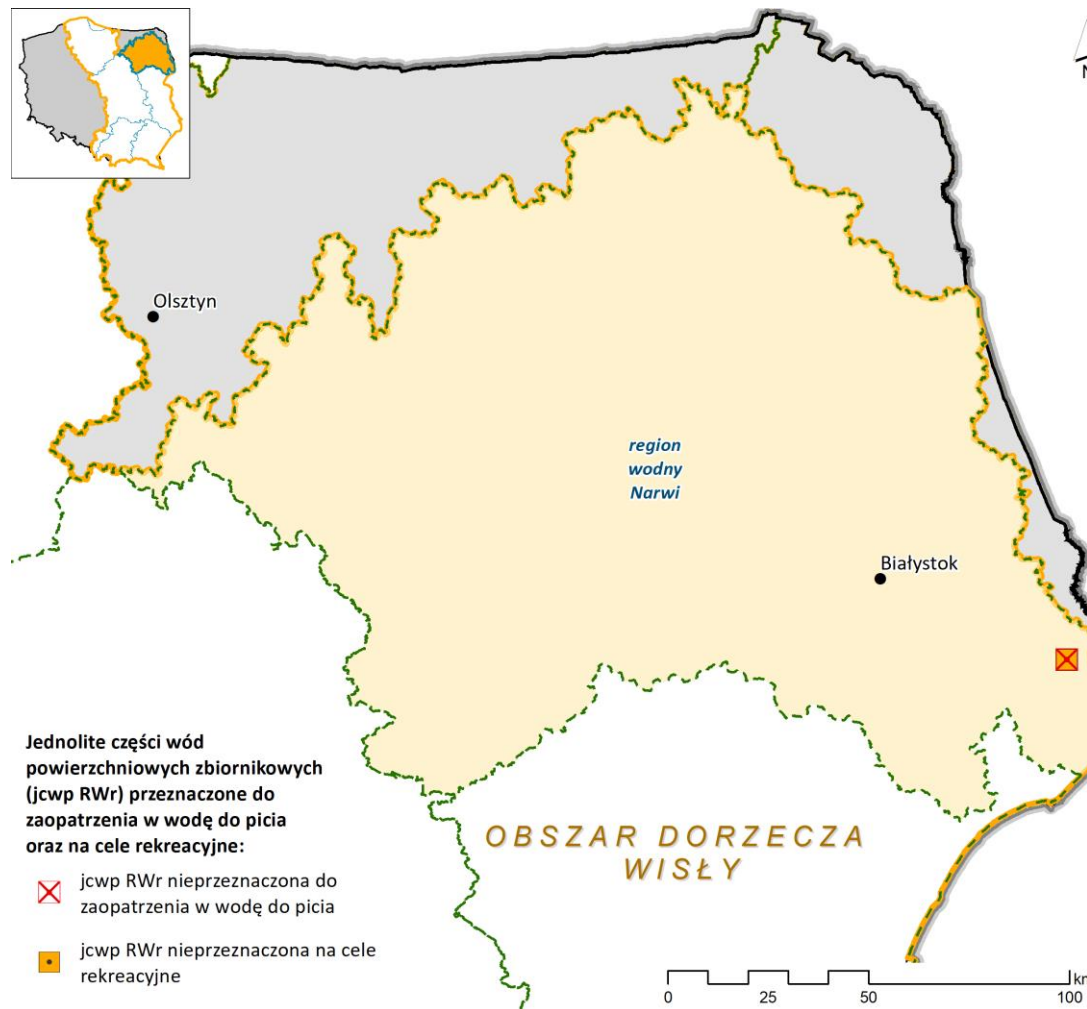 N
Olsztyn
region
wodny
Narwi
Białystok
Jednolite części wód
powierzchniowych zbiornikowych
(jcwp RWr) przeznaczone do
zaopatrzenia w wodę do picia
oraz na cele rekreacyjne:
jcwp RWr nieprzeznaczona do
zaopatrzenia w wodę do picia
jcwp RWr nieprzeznaczona na cele
rekreacyjne
OBSZAR DORZECZA
WISŁY
km
0 25 50 100